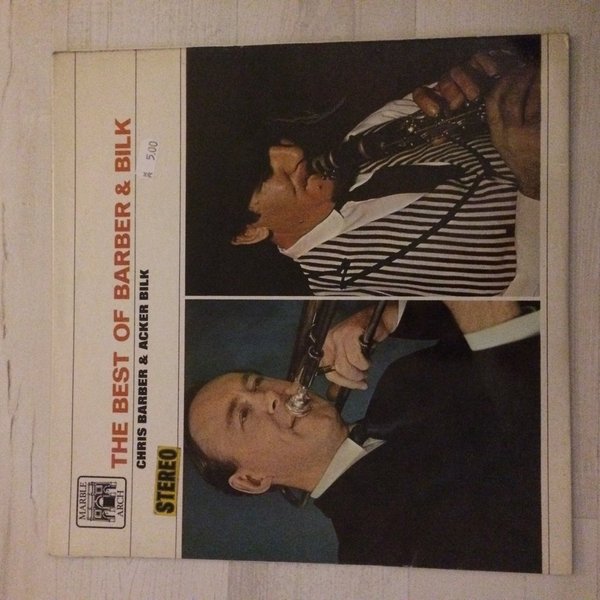 MARBLE
ARCH
THE BEST OF BARBER & BILK
CHRIS BARBER & ACKER BILK
STEREO
5.00